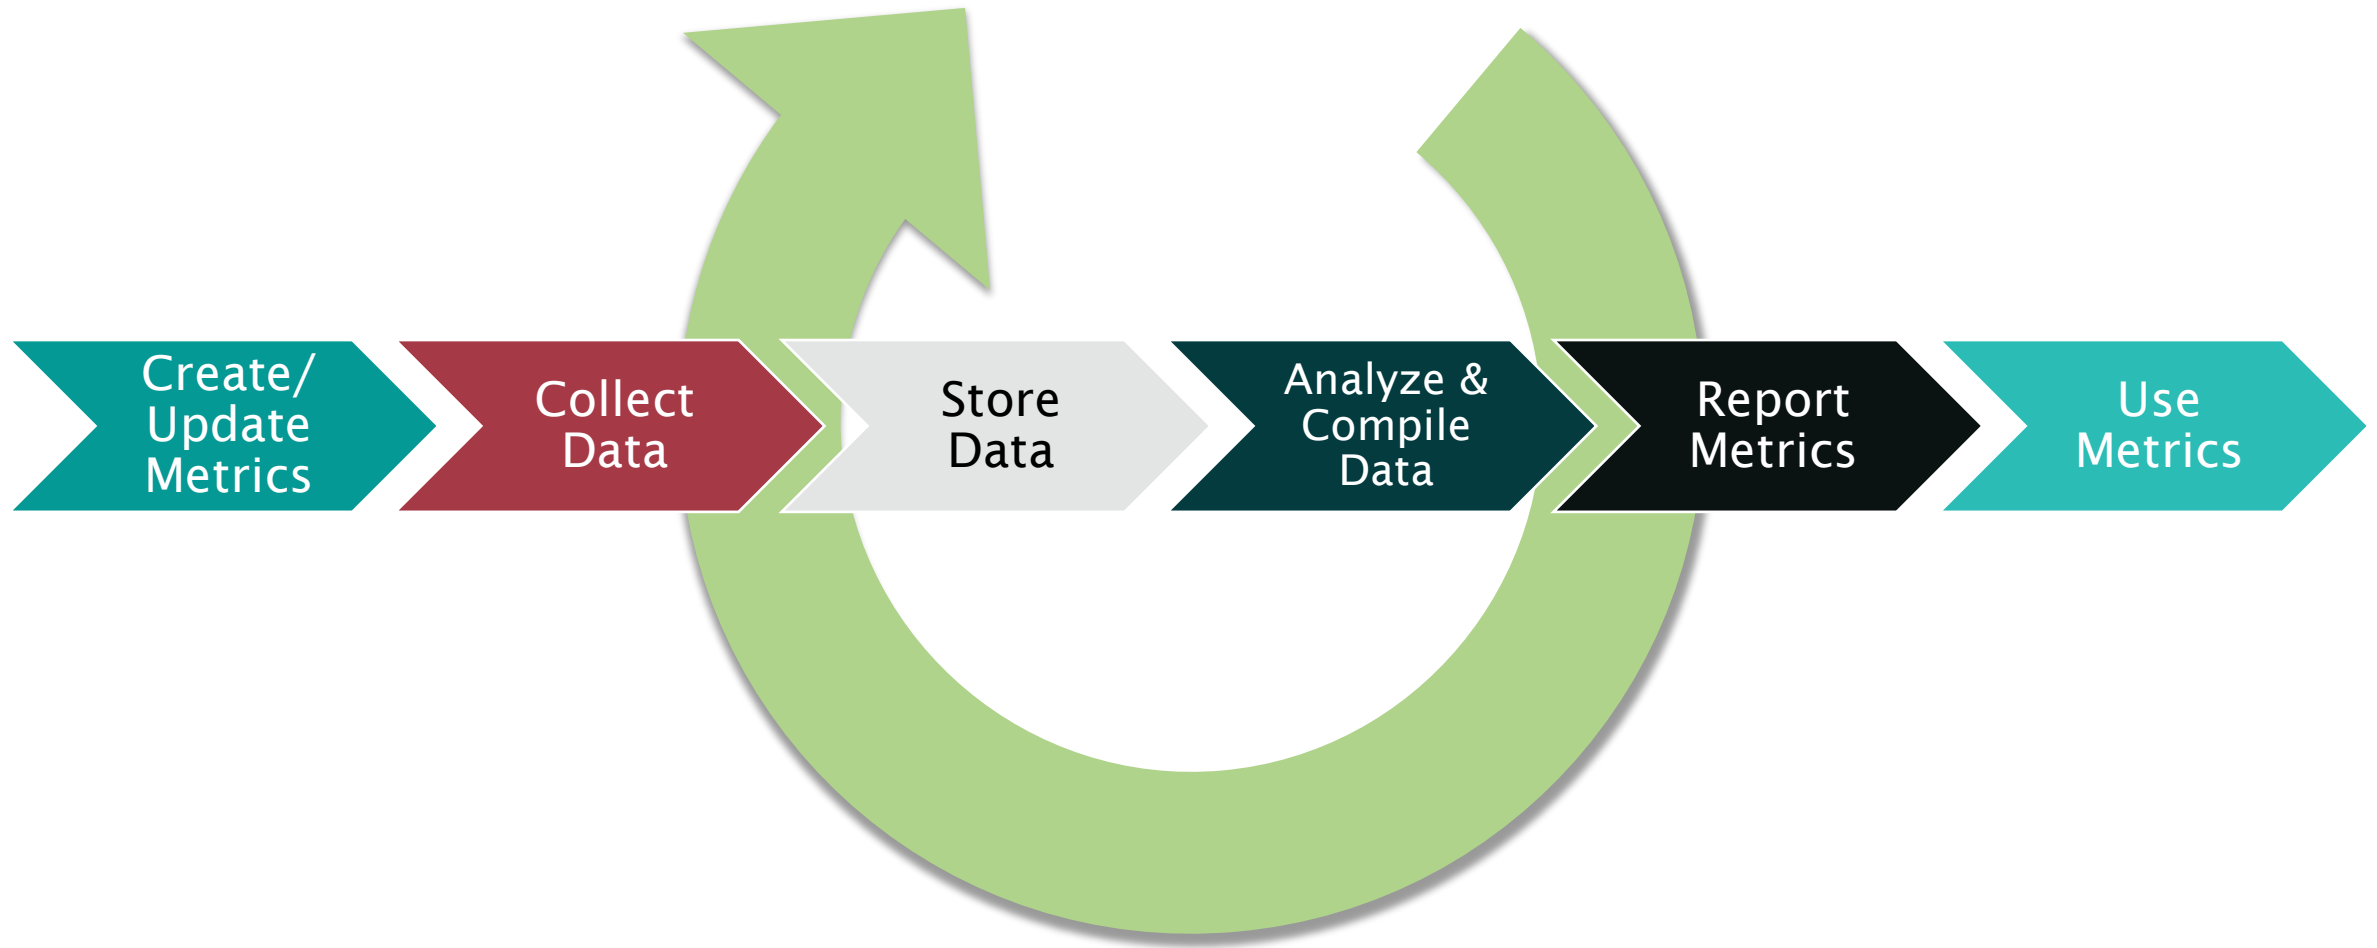 Create/
Update
Metrics
Collect
Data
Store
Data
Analyze &
Compile
Data
Report
Metrics
Use
Metrics